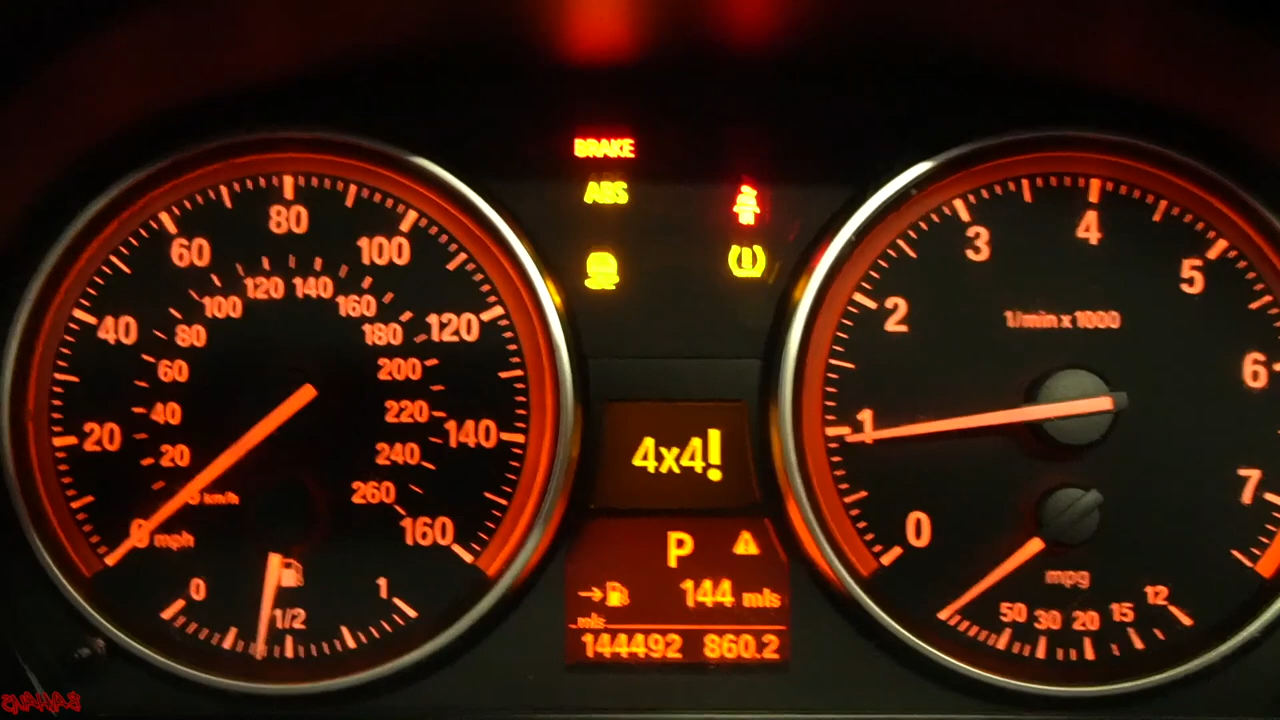 BRAKE
ABS
20 40 60 80 100 120 140 160
20 40 60 80 100 120 140 160 180 200 220 240 260
km/h
0 mph
0 1/2 1
4x4!
P
144 mls
mls
144492 860.2
0 1 2 3 4 5 6 7
1/min x 1000
mpg
50 30 20 15 12